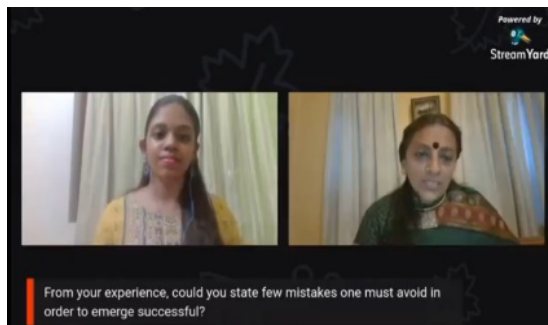 Powered by
StreamYard
From your experience, could you state few mistakes one must avoid in
order to emerge successful?